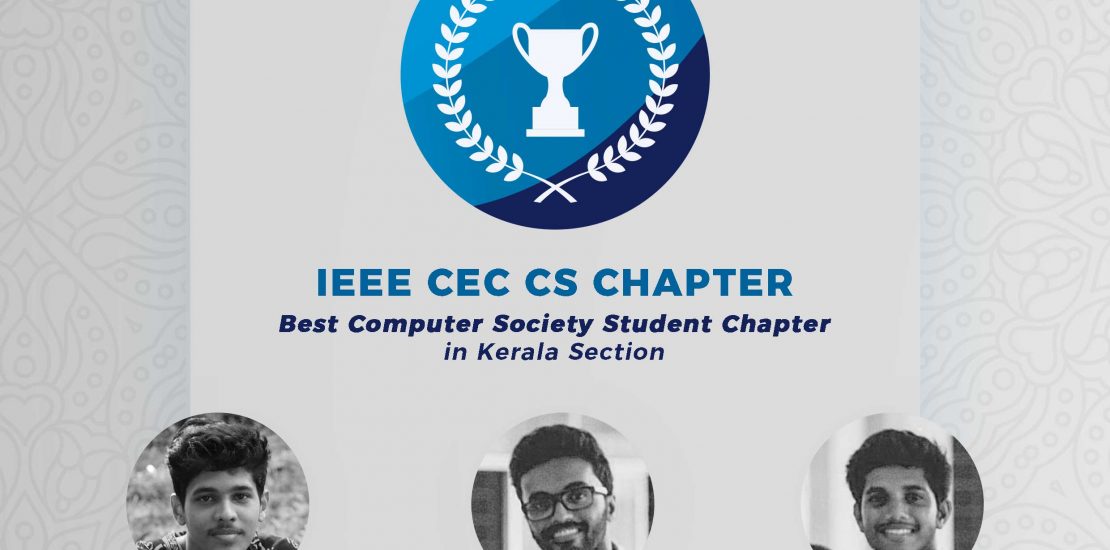 IEEE CEC CS CHAPTER
Best Computer Society Student Chapter
in Kerala Section